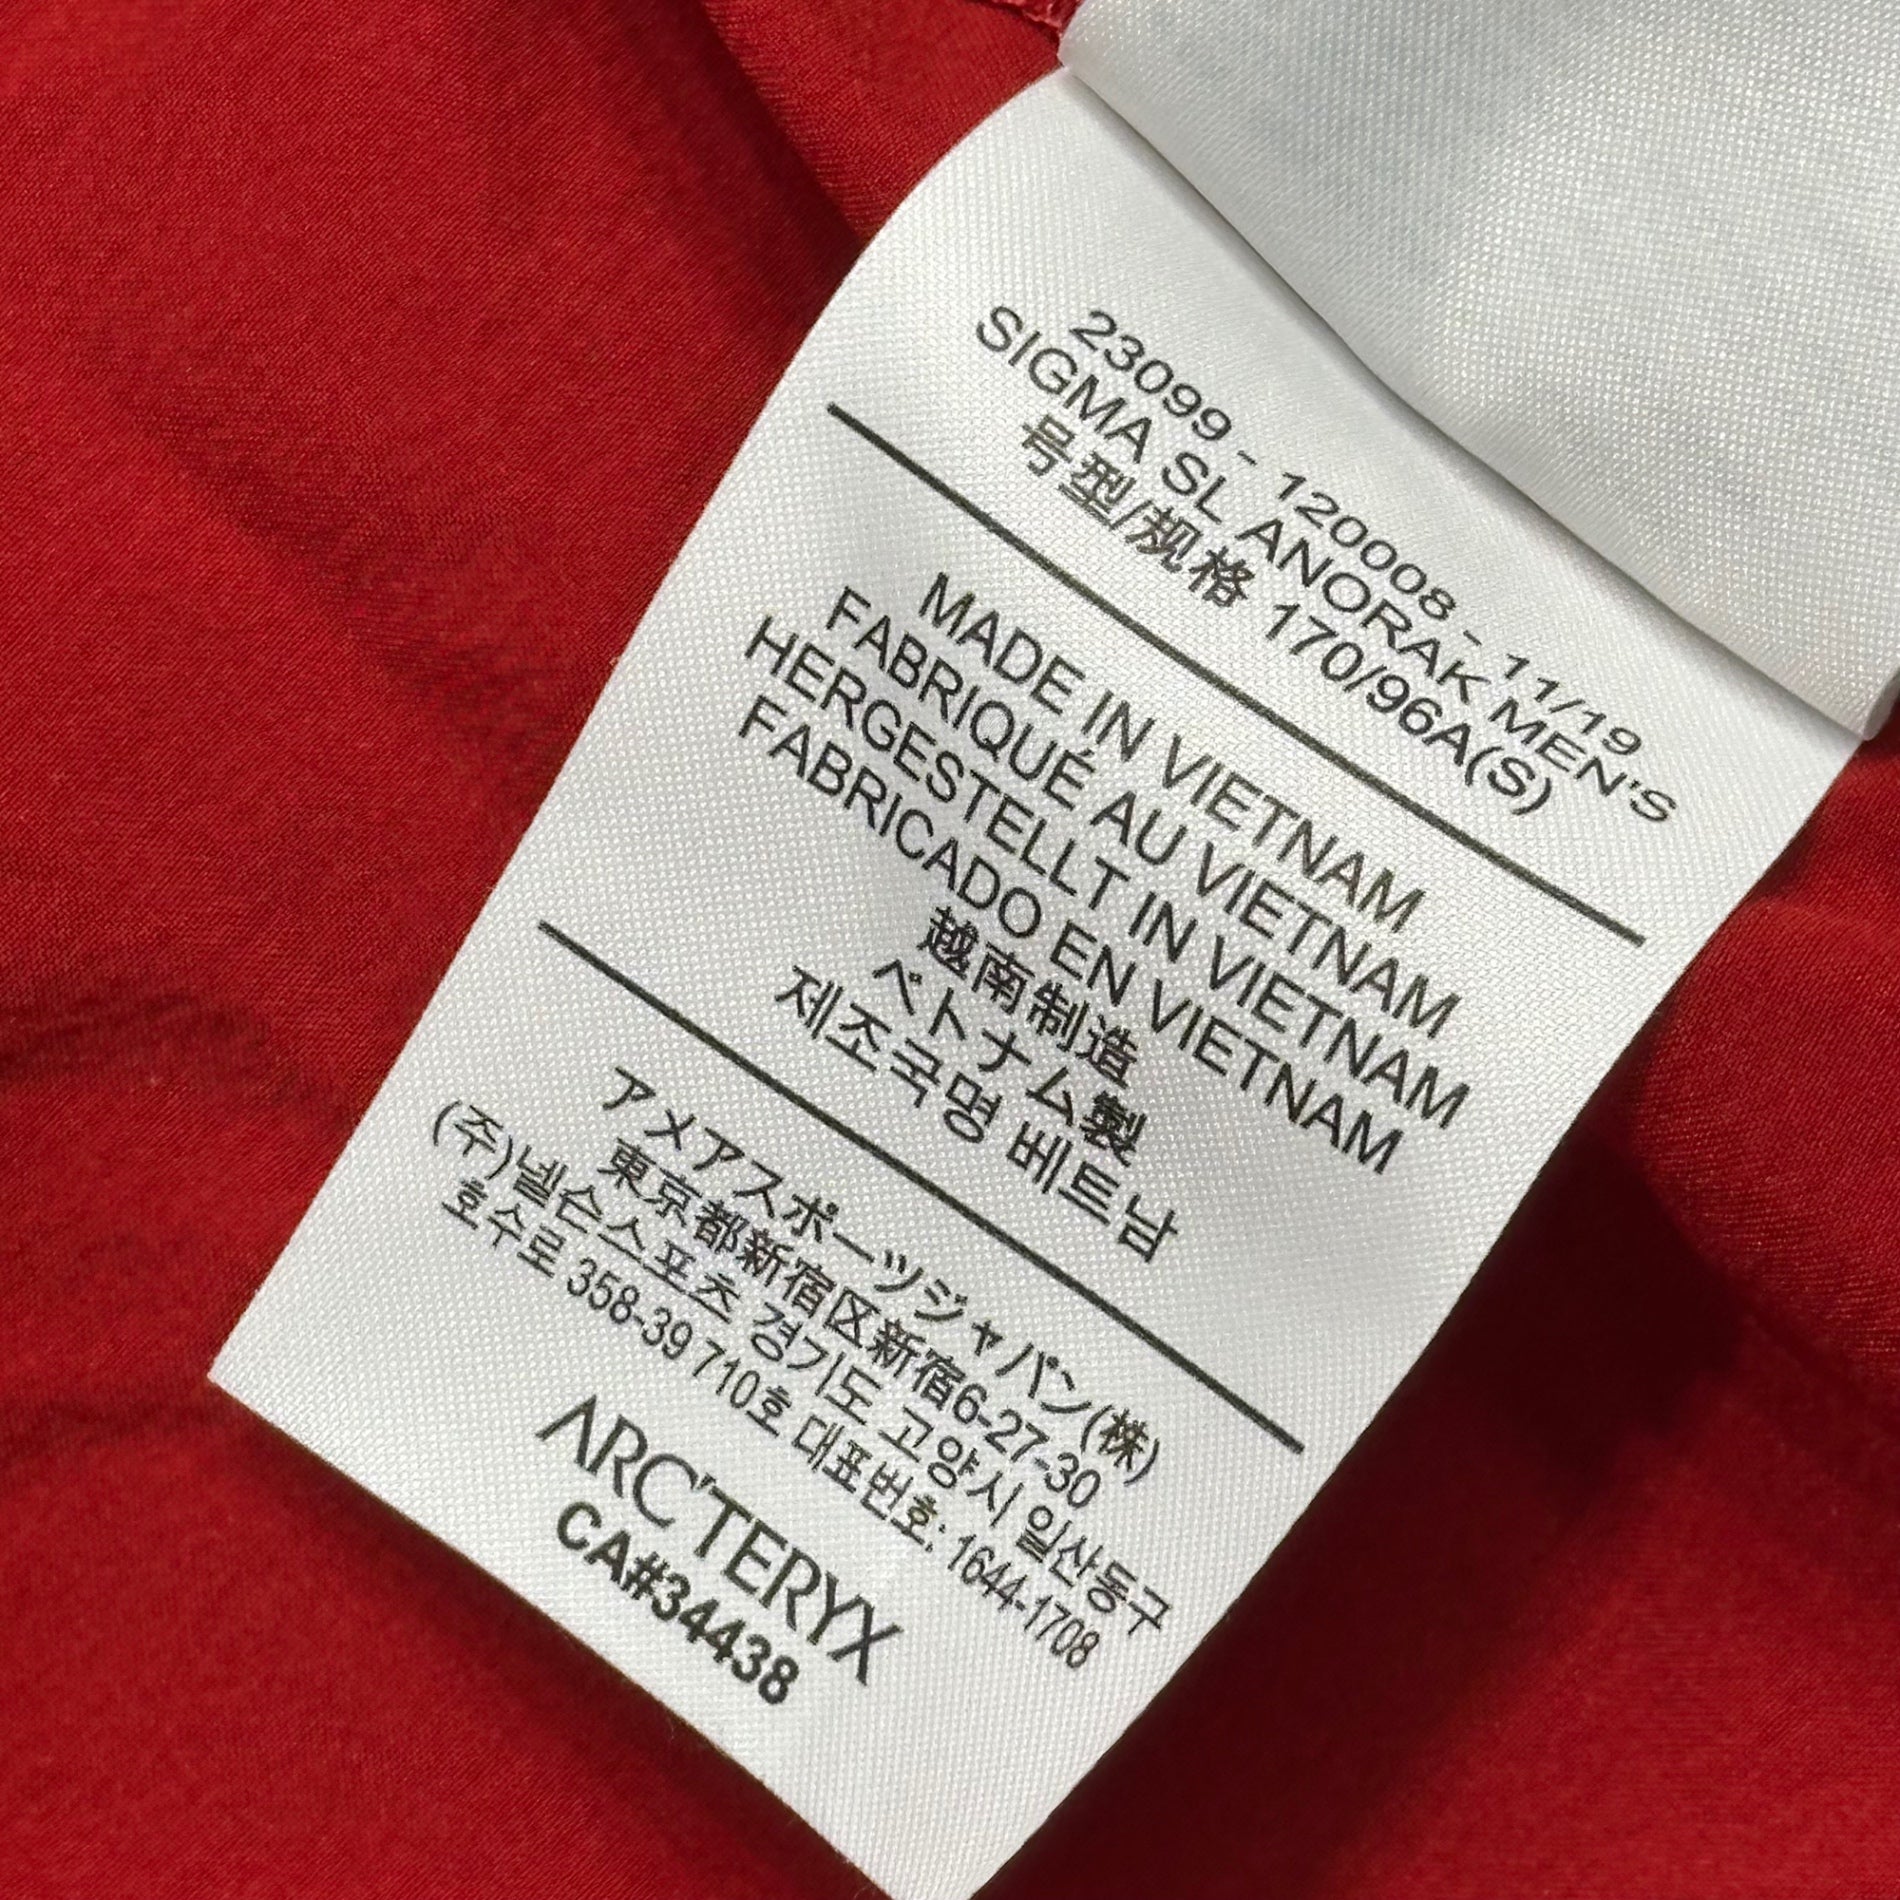 23099 - 120008 - 11/19
SIGMA SL ANORAK MEN'S
号型/规格 170/96A(S)
MADE IN VIETNAM
FABRIQUÉ AU VIETNAM
HERGESTELLT IN VIETNAM
FABRICADO EN VIETNAM
越南制造
ベトナム製
제조국명 베트남
アメアスポーツジャパン(株)
東京都新宿区新宿6-27-30
(주)넬슨스포츠 경기도 고양시 일산동구
호수로 358-39 710호 대표번호: 1644-1708
ARC'TERYX
CA#34438